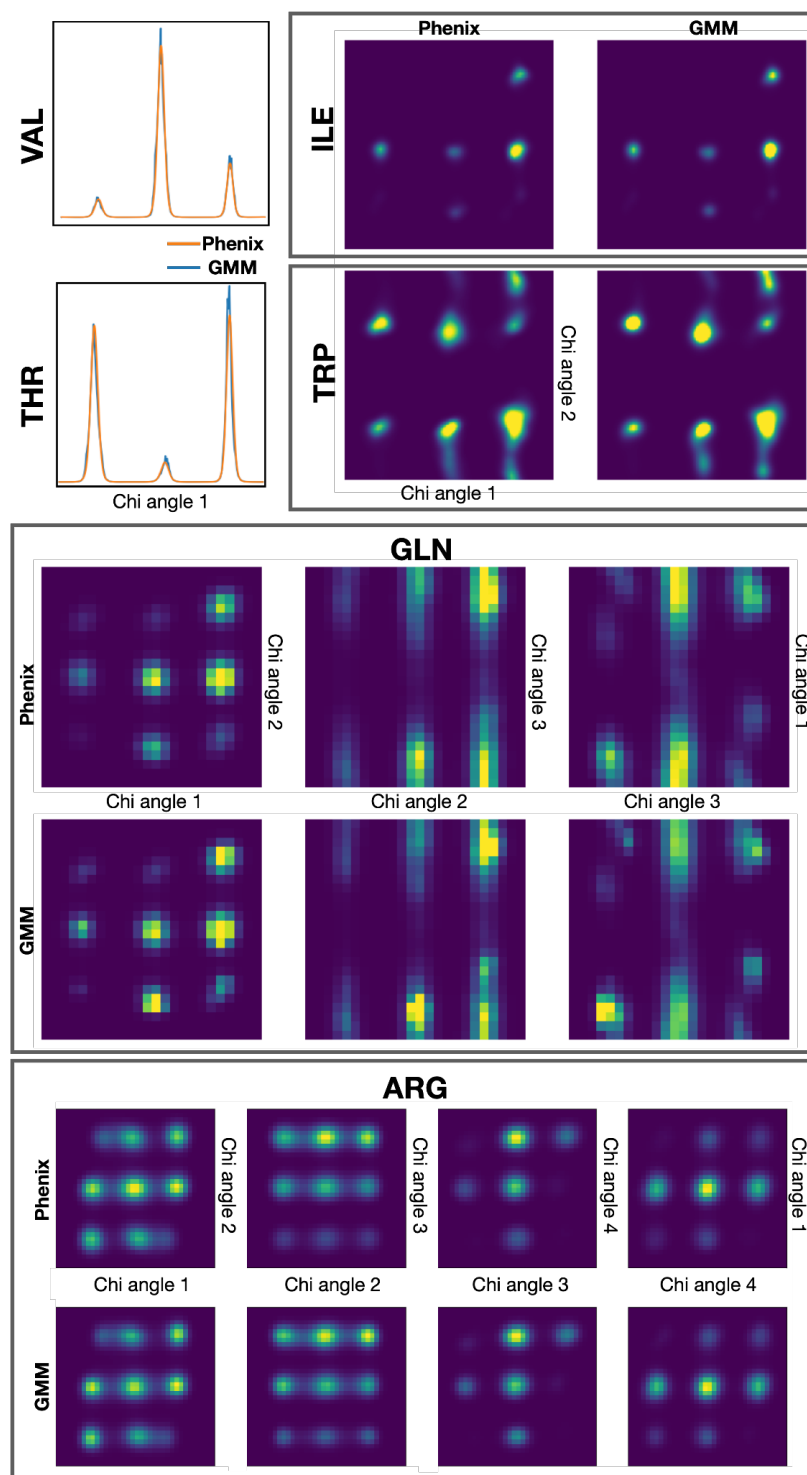 VAL
Phenix
GMM
THR
Chi angle 1
Phenix GMM
ILE
TRP
Chi angle 2
Chi angle 1
GLN
Phenix
Chi angle 2
Chi angle 3
Chi angle 1
Chi angle 1 Chi angle 2 Chi angle 3
GMM
ARG
Phenix
Chi angle 2
Chi angle 3
Chi angle 4
Chi angle 1
Chi angle 1 Chi angle 2 Chi angle 3 Chi angle 4
GMM